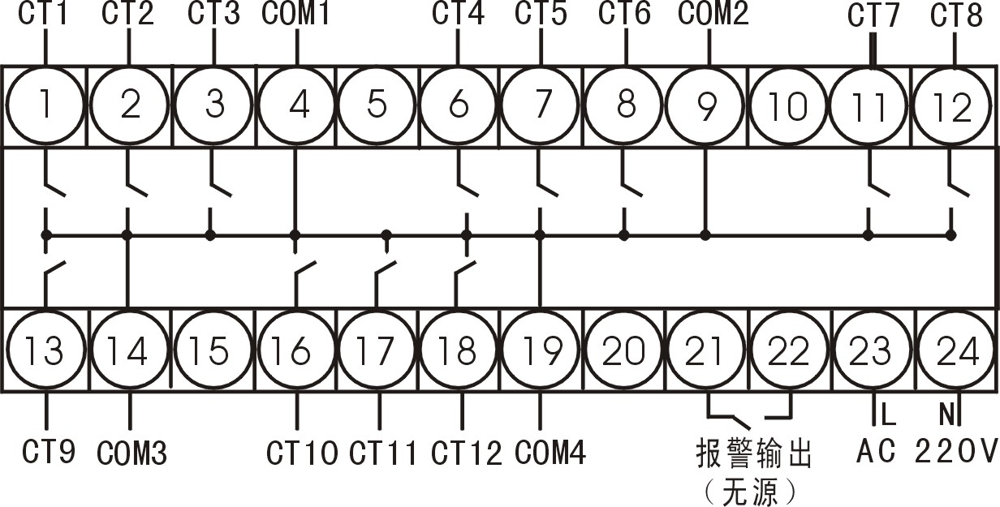 CT1 CT2 CT3 COM1 CT4 CT5 CT6 COM2 CT7 CT8
1 2 3 4 5 6 7 8 9 10 11 12
13 14 15 16 17 18 19 20 21 22 23 24
L N
CT9 COM3 CT10 CT11 CT12 COM4 报警输出 AC 220V
（无源）